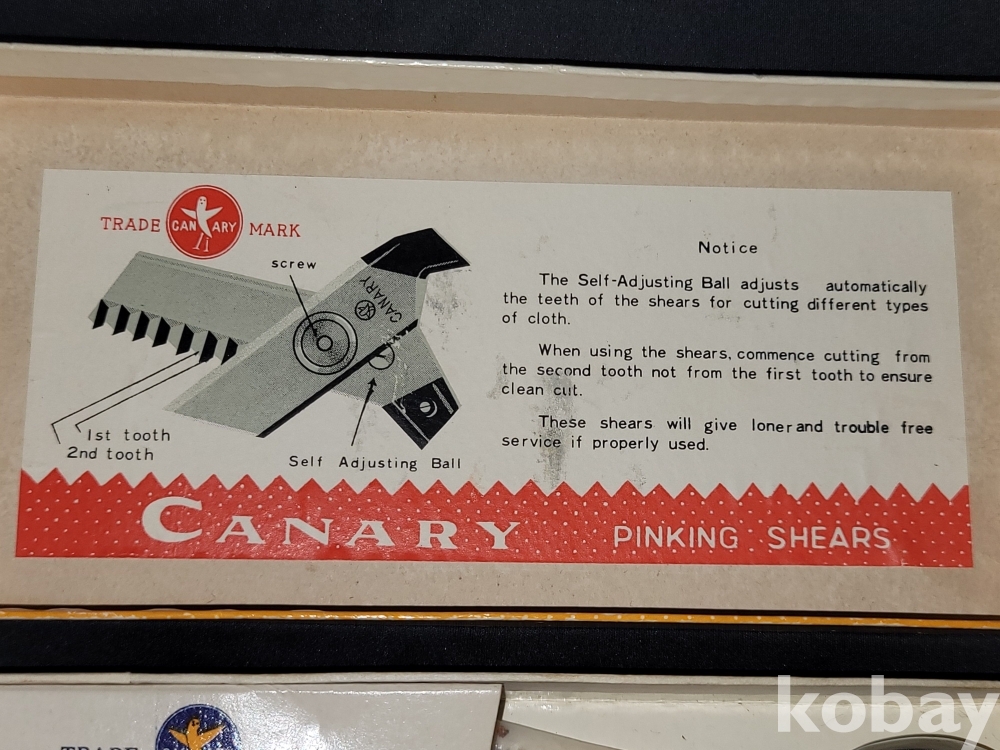 TRADE CANARY MARK
screw
CANARY
1st tooth
2nd tooth
Self Adjusting Ball
Notice
The Self-Adjusting Ball adjusts automatically
the teeth of the shears for cutting different types
of cloth.
When using the shears, commence cutting from
the second tooth not from the first tooth to ensure
clean cut.
These shears will give loner and trouble free
service if properly used.
CANARY PINKING SHEARS
TRADE
kobay